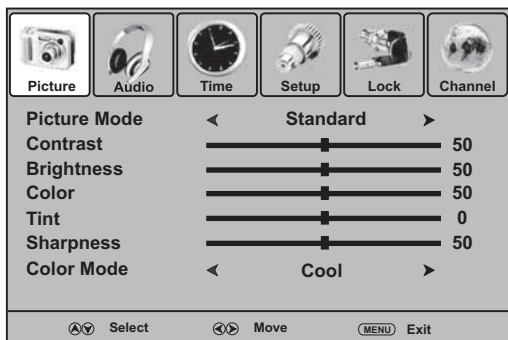 Picture Audio Time Setup Lock Channel
Picture Mode Standard
Contrast 50
Brightness 50
Color 50
Tint 0
Sharpness 50
Color Mode Cool
Select Move MENU Exit